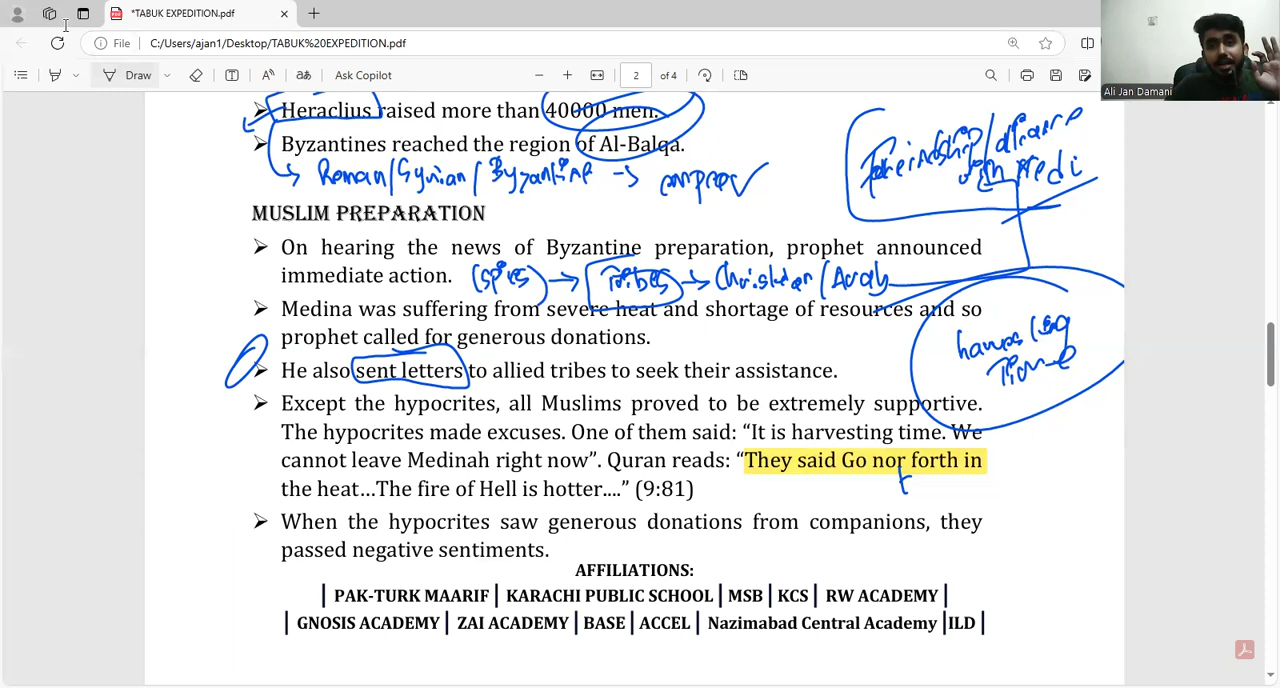 *TABUK EXPEDITION.pdf
File C:/Users/ajan1/Desktop/TABUK%20EXPEDITION.pdf
Draw Ask Copilot 2 of 4
Ali Jan Damani
Heraclius raised more than 40000 men.
Byzantines reached the region of Al-Balqa.
Roman/Syrian/Byzantine → emperor
MUSLIM PREPARATION
On hearing the news of Byzantine preparation, prophet announced
immediate action. (spies) → Tribes → Christian/Arab
Medina was suffering from severe heat and shortage of resources and so
prophet called for generous donations.
He also sent letters to allied tribes to seek their assistance.
Except the hypocrites, all Muslims proved to be extremely supportive.
The hypocrites made excuses. One of them said: “It is harvesting time. We
cannot leave Medinah right now”. Quran reads: “They said Go nor forth in
t
the heat…The fire of Hell is hotter....” (9:81)
When the hypocrites saw generous donations from companions, they
passed negative sentiments.
AFFILIATIONS:
| PAK-TURK MAARIF | KARACHI PUBLIC SCHOOL | MSB | KCS | RW ACADEMY |
| GNOSIS ACADEMY | ZAI ACADEMY | BASE | ACCEL | Nazimabad Central Academy |ILD |